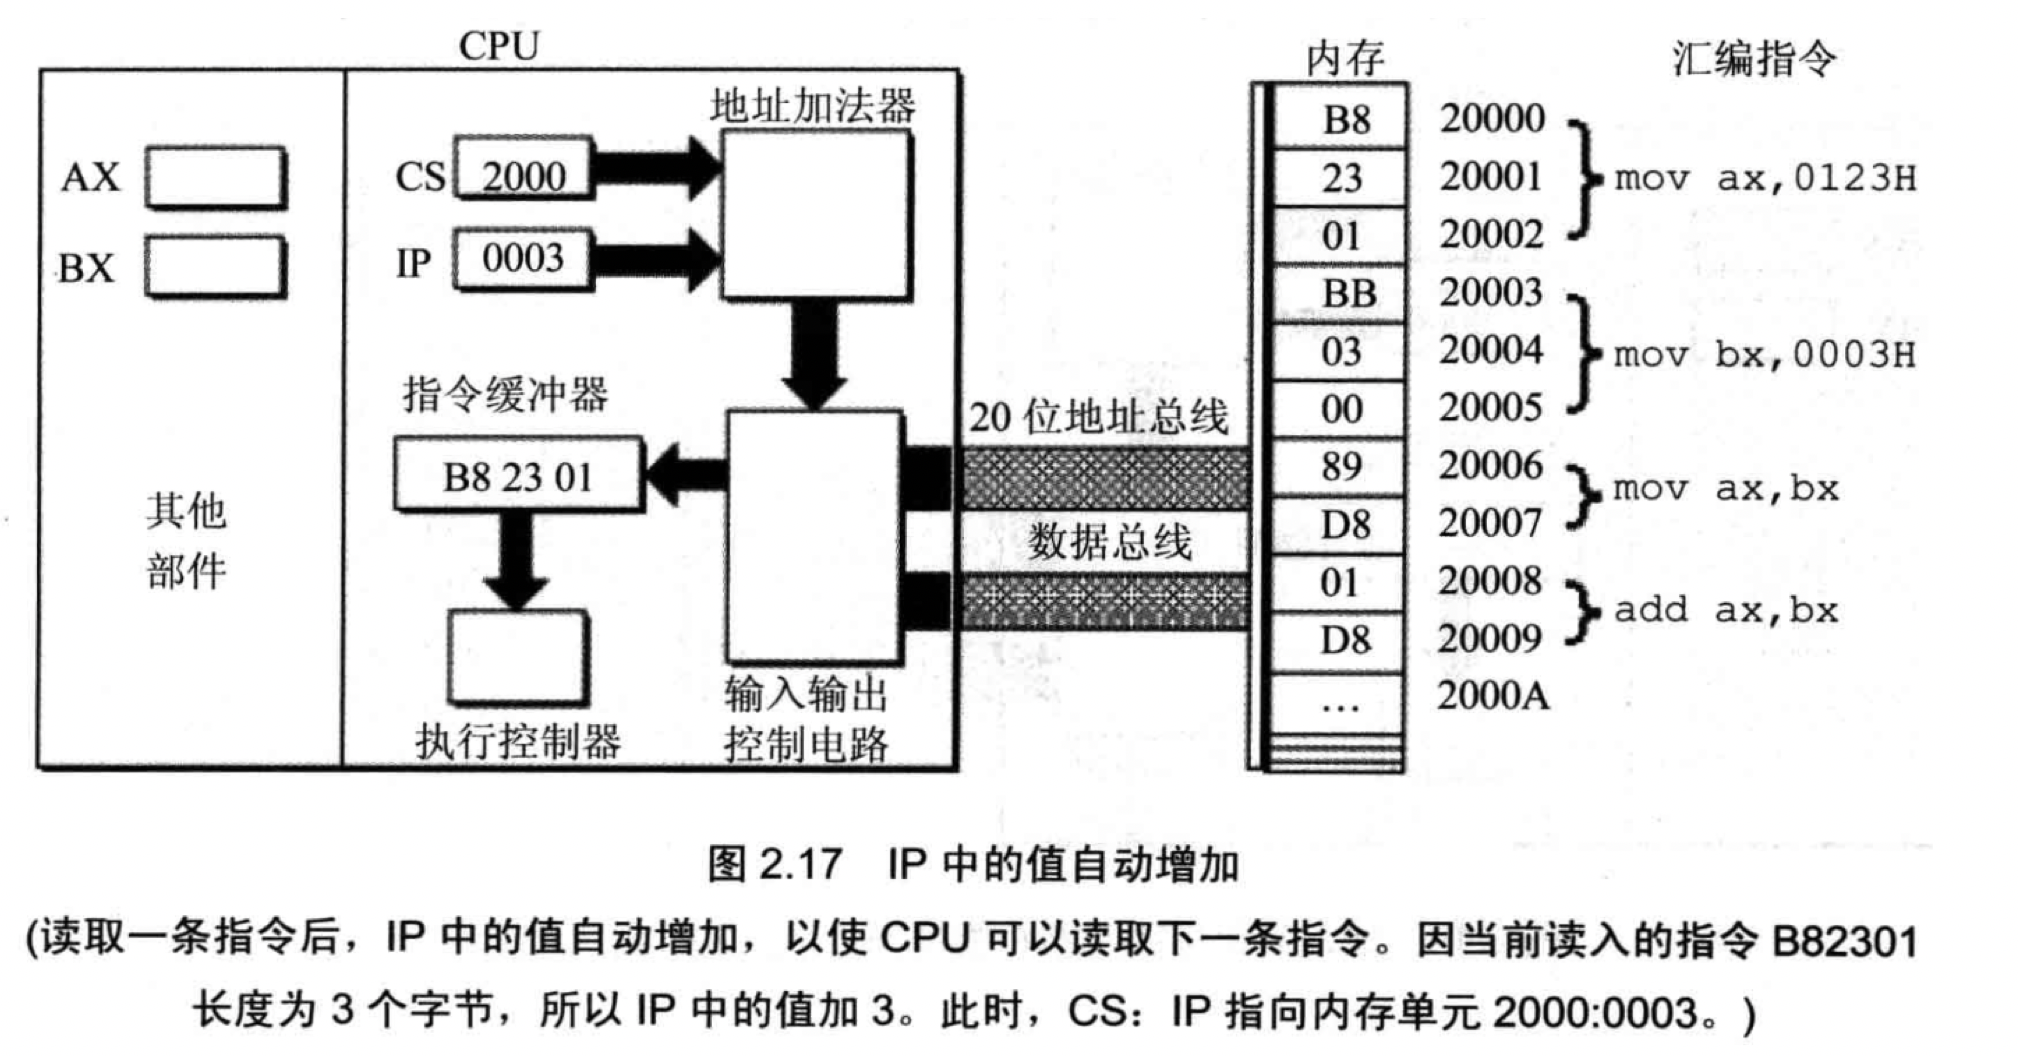 CPU
内存
汇编指令
地址加法器
AX
BX
CS 2000
IP 0003
指令缓冲器
B8 23 01
其他
部件
执行控制器
输入输出
控制电路
20 位地址总线
数据总线
B8 20000
23 20001 mov ax,0123H
01 20002
BB 20003
03 20004 mov bx,0003H
00 20005
89 20006 mov ax,bx
D8 20007
01 20008 add ax,bx
D8 20009
… 2000A
图 2.17 IP 中的值自动增加
(读取一条指令后，IP 中的值自动增加，以使 CPU 可以读取下一条指令。因当前读入的指令 B82301
长度为 3 个字节，所以 IP 中的值加 3。此时，CS：IP 指向内存单元 2000:0003。)